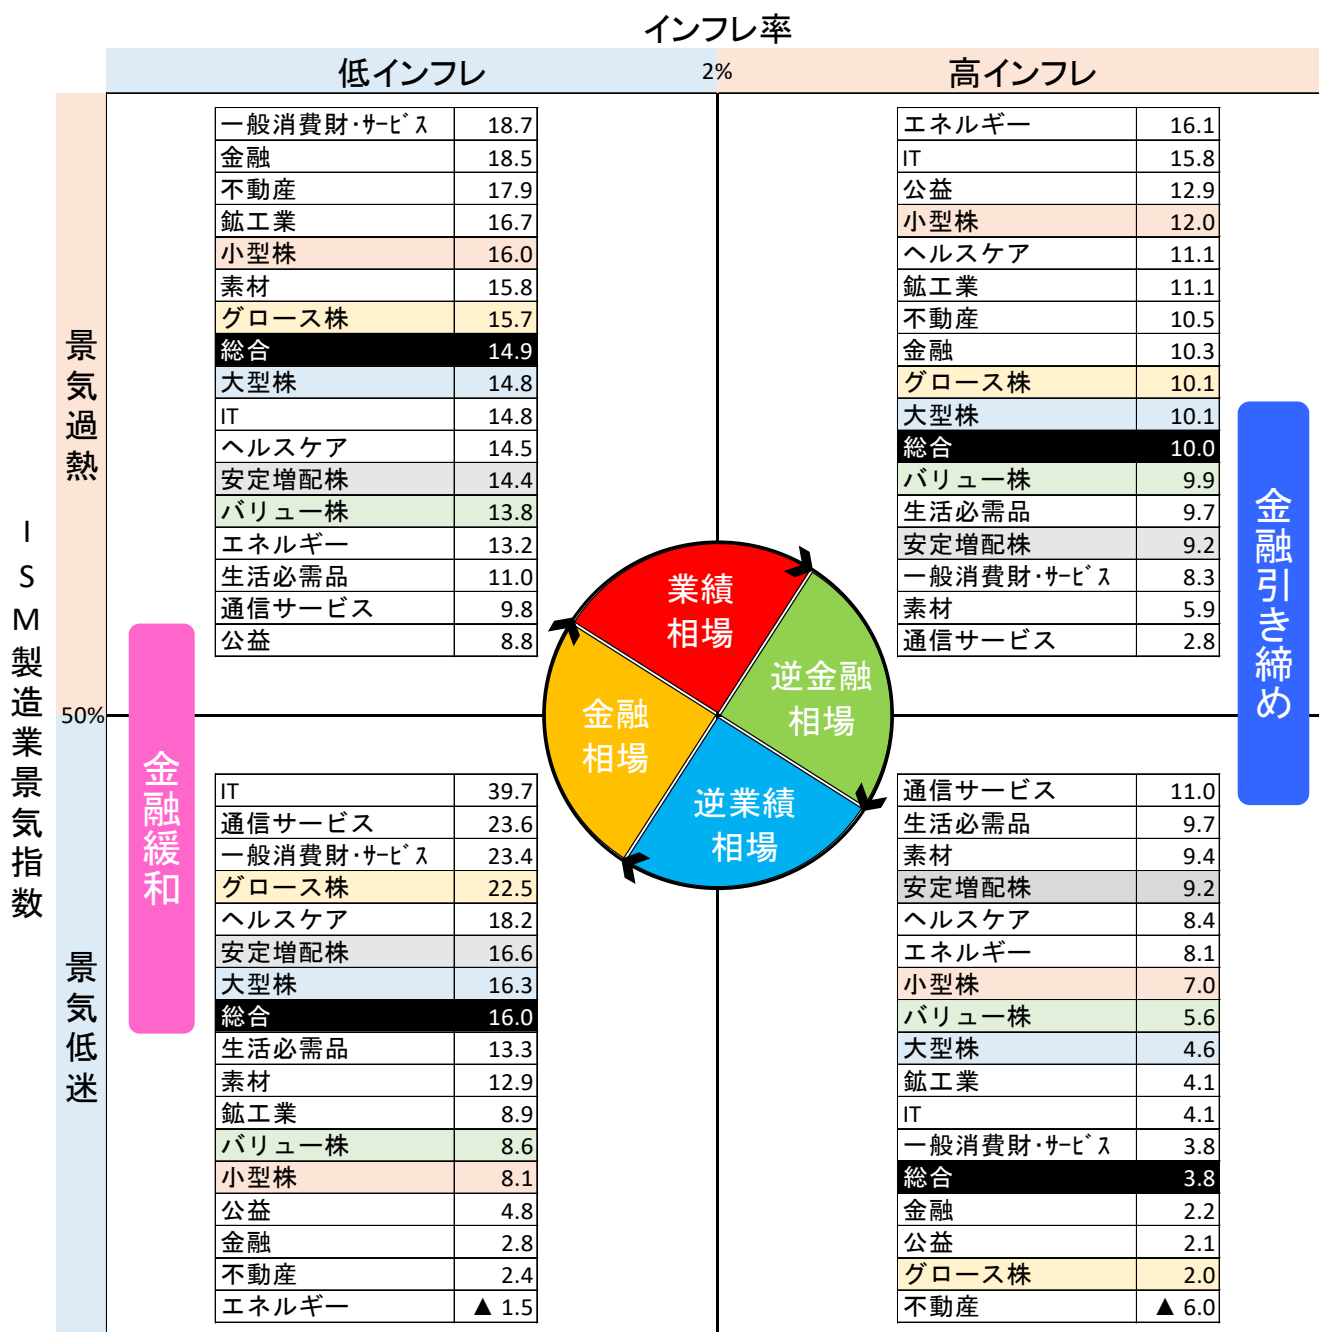 インフレ率
低インフレ 2% 高インフレ
ISM製造業景気指数
景気過熱
50%
景気低迷
一般消費財・ｻｰﾋﾞｽ 18.7
金融 18.5
不動産 17.9
鉱工業 16.7
小型株 16.0
素材 15.8
グロース株 15.7
総合 14.9
大型株 14.8
IT 14.8
ヘルスケア 14.5
安定増配株 14.4
バリュー株 13.8
エネルギー 13.2
生活必需品 11.0
通信サービス 9.8
公益 8.8
エネルギー 16.1
IT 15.8
公益 12.9
小型株 12.0
ヘルスケア 11.1
鉱工業 11.1
不動産 10.5
金融 10.3
グロース株 10.1
大型株 10.1
総合 10.0
バリュー株 9.9
生活必需品 9.7
安定増配株 9.2
一般消費財・ｻｰﾋﾞｽ 8.3
素材 5.9
通信サービス 2.8
金融引き締め
業績
相場
逆金融
相場
金融
相場
逆業績
相場
金融緩和
IT 39.7
通信サービス 23.6
一般消費財・ｻｰﾋﾞｽ 23.4
グロース株 22.5
ヘルスケア 18.2
安定増配株 16.6
大型株 16.3
総合 16.0
生活必需品 13.3
素材 12.9
鉱工業 8.9
バリュー株 8.6
小型株 8.1
公益 4.8
金融 2.8
不動産 2.4
エネルギー ▲ 1.5
通信サービス 11.0
生活必需品 9.7
素材 9.4
安定増配株 9.2
ヘルスケア 8.4
エネルギー 8.1
小型株 7.0
バリュー株 5.6
大型株 4.6
鉱工業 4.1
IT 4.1
一般消費財・ｻｰﾋﾞｽ 3.8
総合 3.8
金融 2.2
公益 2.1
グロース株 2.0
不動産 ▲ 6.0